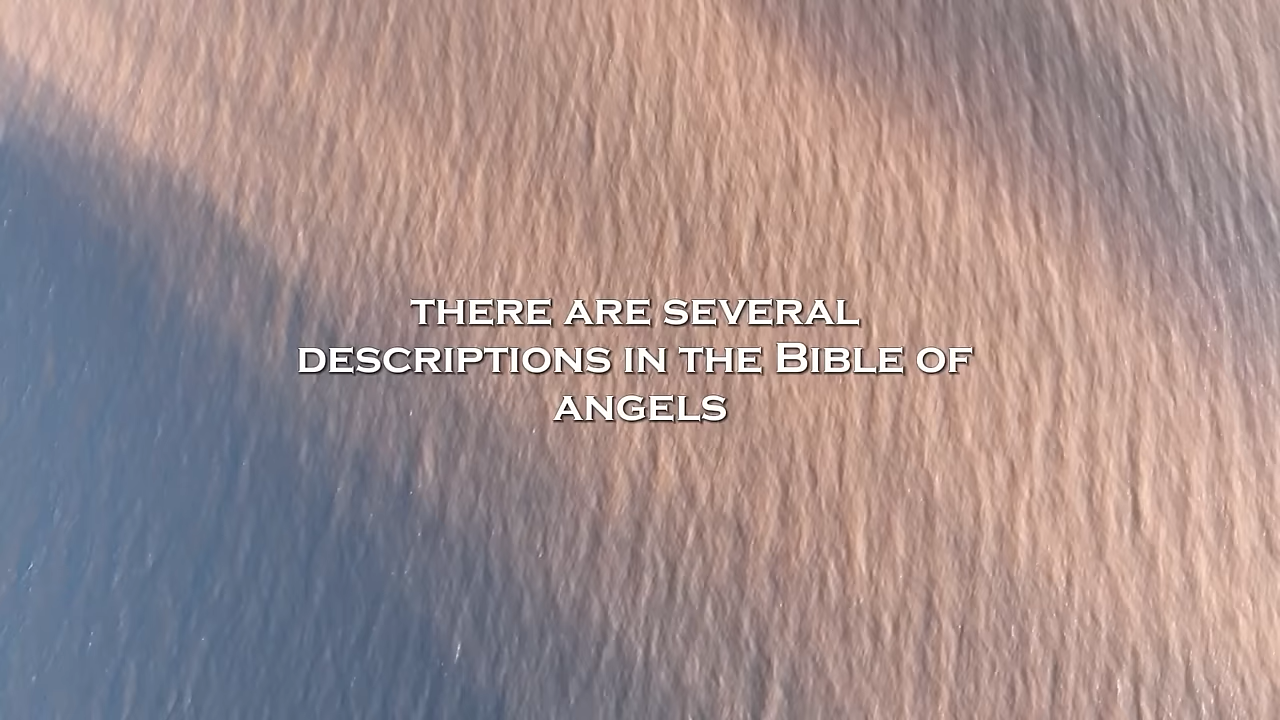 THERE ARE SEVERAL
DESCRIPTIONS IN THE BIBLE OF
ANGELS